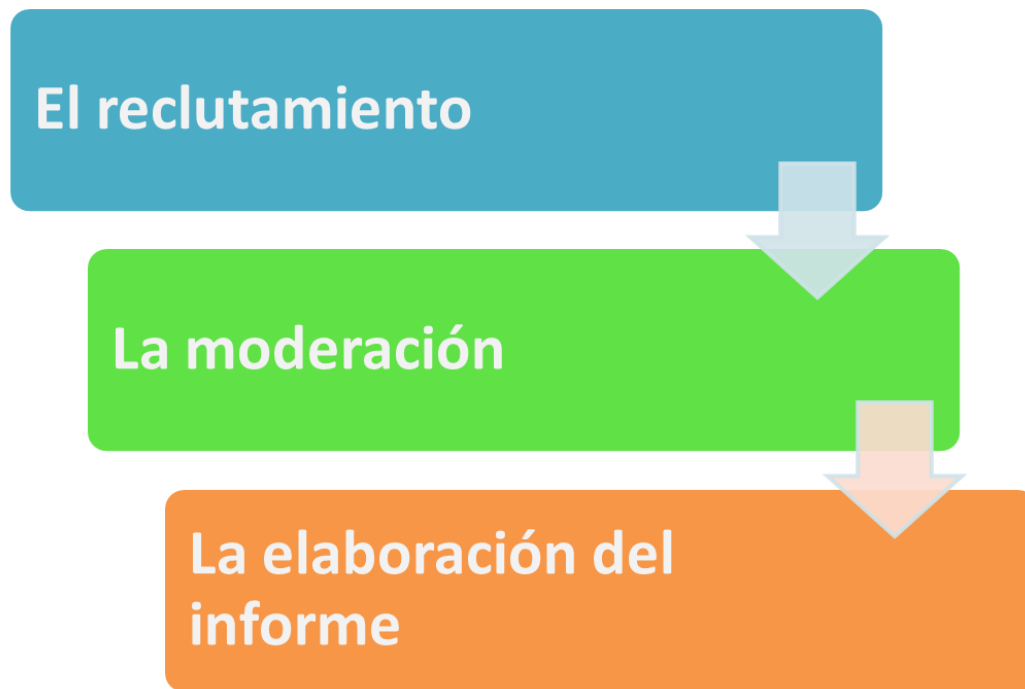 El reclutamiento
La moderación
La elaboración del
informe